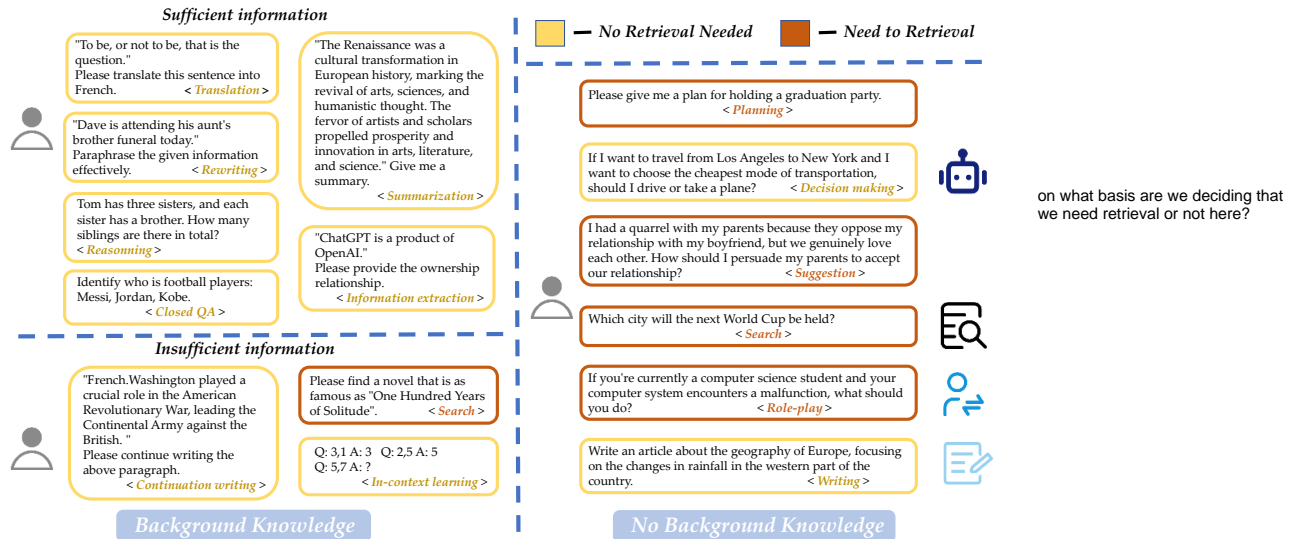 Sufficient information
"To be, or not to be, that is the
question."
Please translate this sentence into
French. < Translation >
"Dave is attending his aunt's
brother funeral today."
Paraphrase the given information
effectively. < Rewriting >
Tom has three sisters, and each
sister has a brother. How many
siblings are there in total?
< Reasonning >
Identify who is football players:
Messi, Jordan, Kobe.
< Closed QA >
"The Renaissance was a
cultural transformation in
European history, marking the
revival of arts, sciences, and
humanistic thought. The
fervor of artists and scholars
propelled prosperity and
innovation in arts, literature,
and science." Give me a
summary.
< Summarization >
"ChatGPT is a product of
OpenAI."
Please provide the ownership
relationship.
< Information extraction >
Insufficient information
"French.Washington played a
crucial role in the American
Revolutionary War, leading the
Continental Army against the
British. "
Please continue writing the
above paragraph.
< Continuation writing >
Please find a novel that is as
famous as "One Hundred Years
of Solitude". < Search >
Q: 3,1 A: 3 Q: 2,5 A: 5
Q: 5,7 A: ?
< In-context learning >
Background Knowledge
— No Retrieval Needed
— Need to Retrieval
Please give me a plan for holding a graduation party.
< Planning >
If I want to travel from Los Angeles to New York and I
want to choose the cheapest mode of transportation,
should I drive or take a plane? < Decision making >
I had a quarrel with my parents because they oppose my
relationship with my boyfriend, but we genuinely love
each other. How should I persuade my parents to accept
our relationship? < Suggestion >
Which city will the next World Cup be held?
< Search >
If you're currently a computer science student and your
computer system encounters a malfunction, what should
you do? < Role-play >
Write an article about the geography of Europe, focusing
on the changes in rainfall in the western part of the
country. < Writing >
No Background Knowledge
on what basis are we deciding that
we need retrieval or not here?